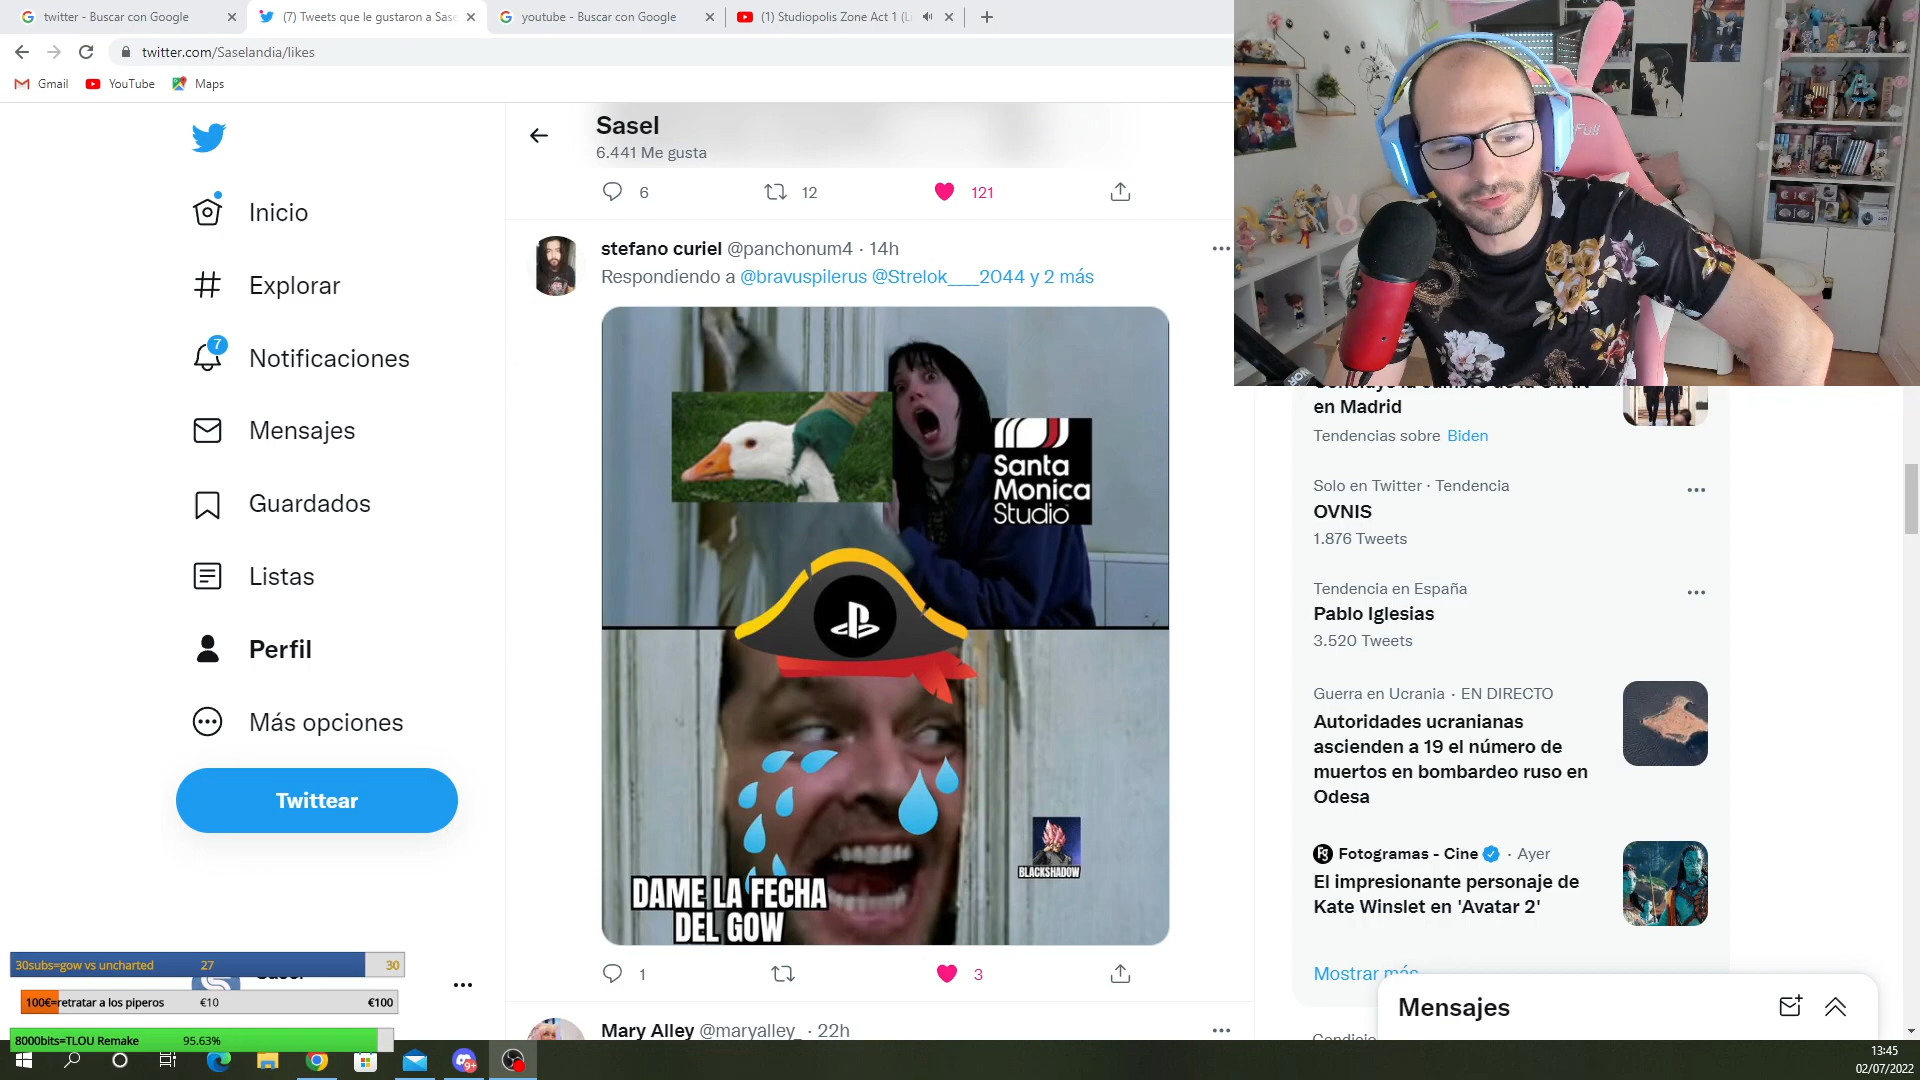 twitter - Buscar con Google
(7) Tweets que le gustaron a Sase
youtube - Buscar con Google
(1) Studiopolis Zone Act 1 (Li
twitter.com/Saselandia/likes
Gmail
YouTube
Maps
Sasel
6.441 Me gusta
6
12
121
Inicio
Explorar
7
Notificaciones
Mensajes
Guardados
Listas
Perfil
Más opciones
Twittear
stefano curiel @panchonum4 · 14h
Respondiendo a @bravuspilerus @Strelok____2044 y 2 más
Santa
Monica
Studio
BLACKSHADOW
DAME LA FECHA
DEL GOW
1
3
Mary Alley @maryalley_ · 22h
Full
en Madrid
Tendencias sobre Biden
Solo en Twitter · Tendencia
OVNIS
1.876 Tweets
Tendencia en España
Pablo Iglesias
3.520 Tweets
Guerra en Ucrania · EN DIRECTO
Autoridades ucranianas
ascienden a 19 el número de
muertos en bombardeo ruso en
Odesa
Fotogramas - Cine · Ayer
El impresionante personaje de
Kate Winslet en 'Avatar 2'
Mostrar más
Mensajes
30subs=gow vs uncharted 27 30
100€=retratar a los piperos €10 €100
8000bits=TLOU Remake 95.63%
9+
13:45
02/07/2022